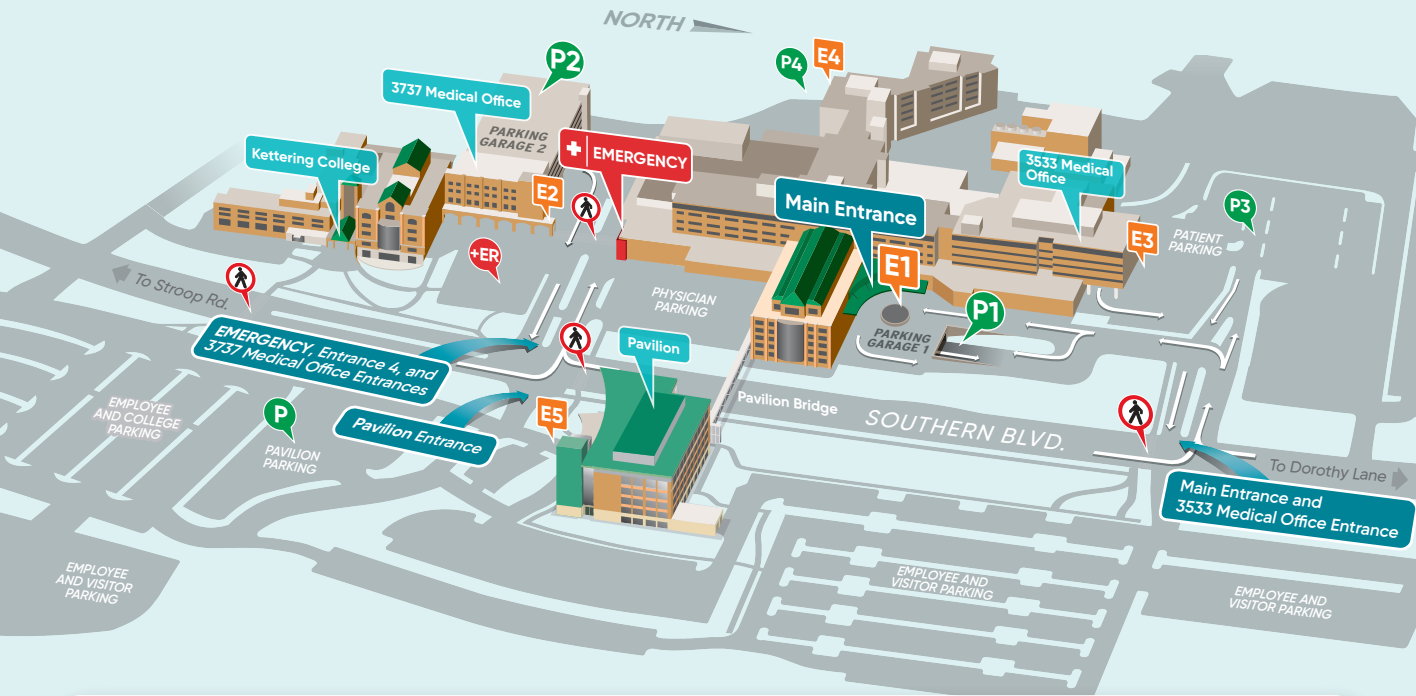 NORTH
P2
P4
E4
3737 Medical Office
PARKING
GARAGE 2
EMERGENCY
Kettering College
3533 Medical
Office
E2
Main Entrance
P3
E3
PATIENT
PARKING
+ER
E1
To Stroop Rd.
PHYSICIAN
PARKING
P1
PARKING
GARAGE 1
EMERGENCY, Entrance 4, and
3737 Medical Office Entrances
Pavilion
Pavilion Bridge
SOUTHERN BLVD.
EMPLOYEE
AND COLLEGE
PARKING
P
E5
Pavilion Entrance
PAVILION
PARKING
To Dorothy Lane
Main Entrance and
3533 Medical Office Entrance
EMPLOYEE
AND VISITOR
PARKING
EMPLOYEE AND
VISITOR PARKING
EMPLOYEE AND
VISITOR PARKING